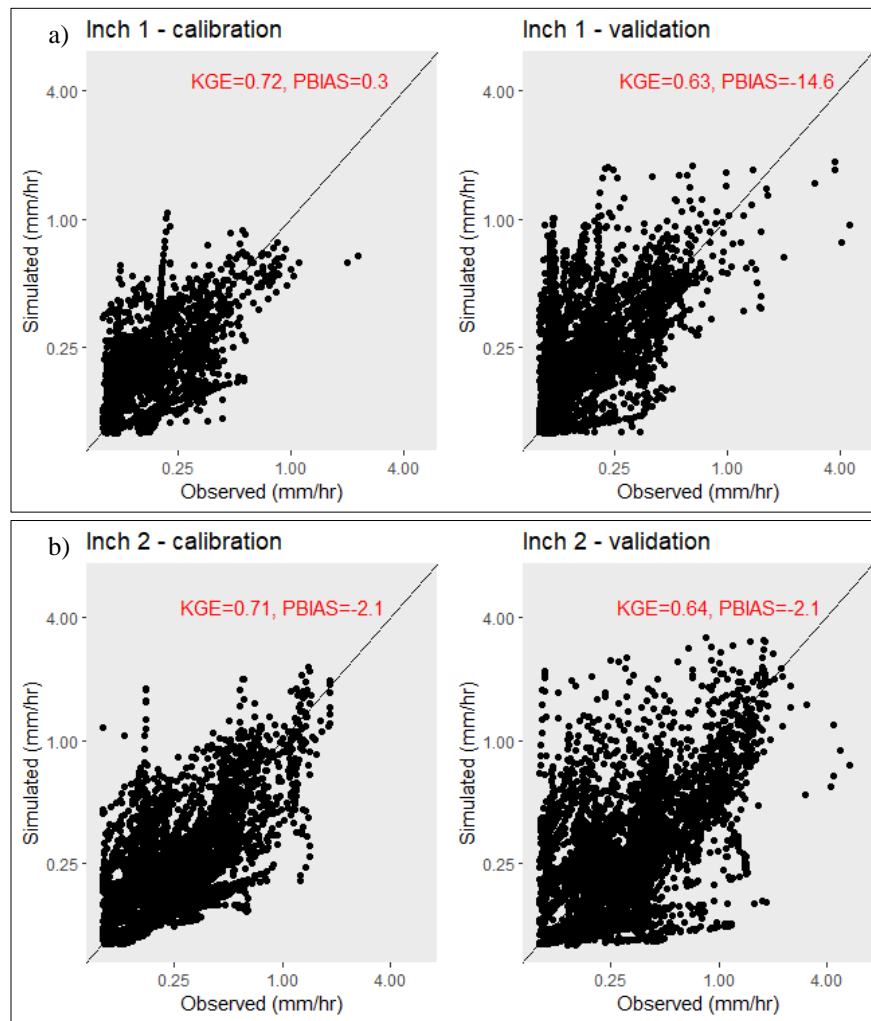 a)
Inch 1 - calibration
KGE=0.72, PBIAS=0.3
4.00
1.00
0.25
Simulated (mm/hr)
0.25 1.00 4.00
Observed (mm/hr)
Inch 1 - validation
KGE=0.63, PBIAS=-14.6
4.00
1.00
0.25
Simulated (mm/hr)
0.25 1.00 4.00
Observed (mm/hr)
b)
Inch 2 - calibration
KGE=0.71, PBIAS=-2.1
4.00
1.00
0.25
Simulated (mm/hr)
0.25 1.00 4.00
Observed (mm/hr)
Inch 2 - validation
KGE=0.64, PBIAS=-2.1
4.00
1.00
0.25
Simulated (mm/hr)
0.25 1.00 4.00
Observed (mm/hr)